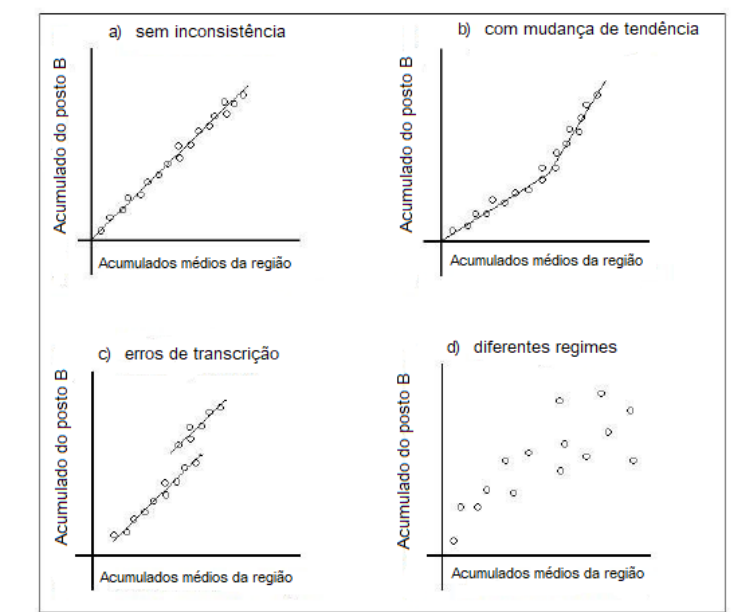 a) sem inconsistência
Acumulado do posto B
Acumulados médios da região
b) com mudança de tendência
Acumulado do posto B
Acumulados médios da região
c) erros de transcrição
Acumulado do posto B
Acumulados médios da região
d) diferentes regimes
Acumulado do posto B
Acumulados médios da região